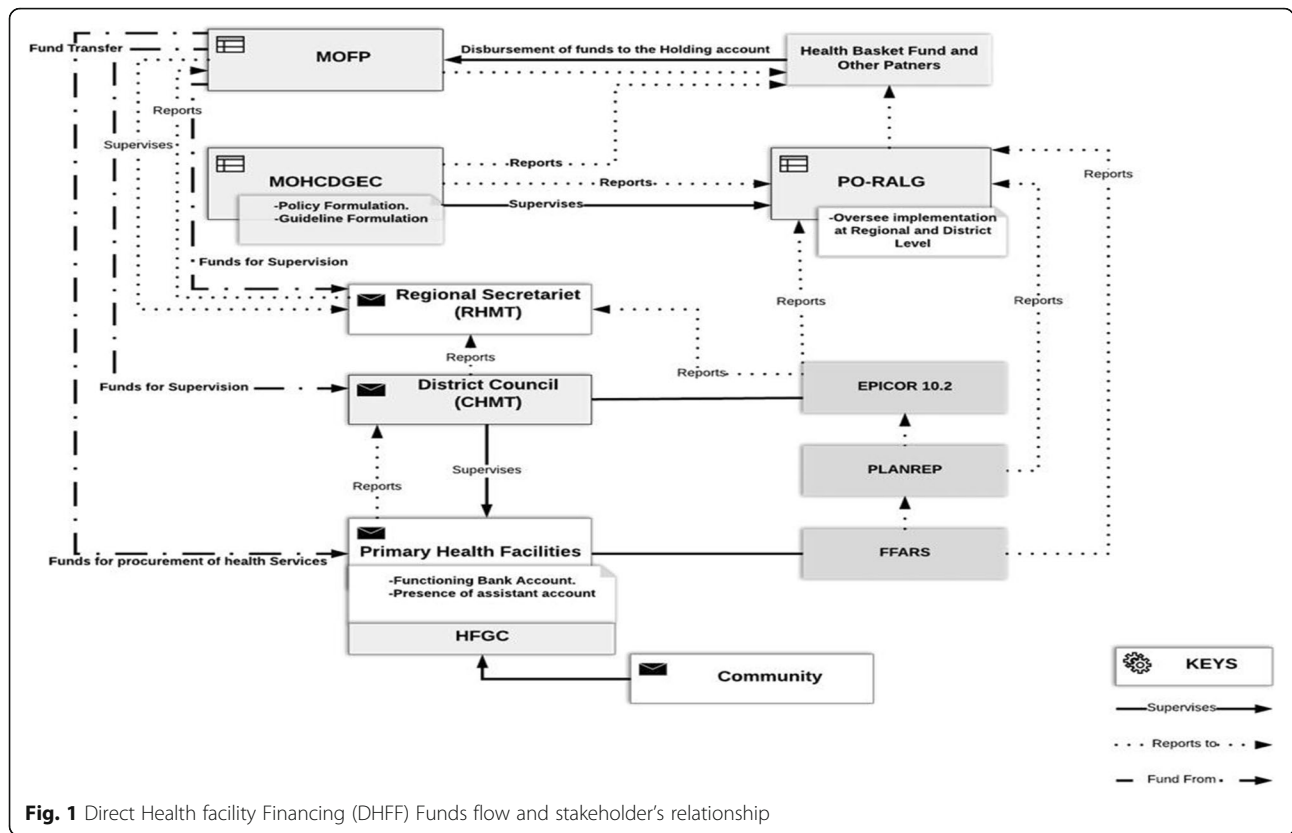 Fund Transfer
MOFP
Disbursement of funds to the Holding account
Health Basket Fund and
Other Patners
Reports
Supervises
MOHCDGEC
-Policy Formulation.
-Guideline Formulation
Reports
Reports
Supervises
PO-RALG
-Oversee implementation
at Regional and District
Level
Reports
Funds for Supervision
Regional Secretariet
(RHMT)
Reports
Reports
Reports
Reports
Funds for Supervision
District Council
(CHMT)
EPICOR 10.2
Supervises
Reports
PLANREP
Primary Health Facilities
FFARS
Funds for procurement of health Services
-Functioning Bank Account.
-Presence of assistant account
HFGC
Community
KEYS
Supervises
Reports to
Fund From
Fig. 1 Direct Health facility Financing (DHFF) Funds flow and stakeholder's relationship